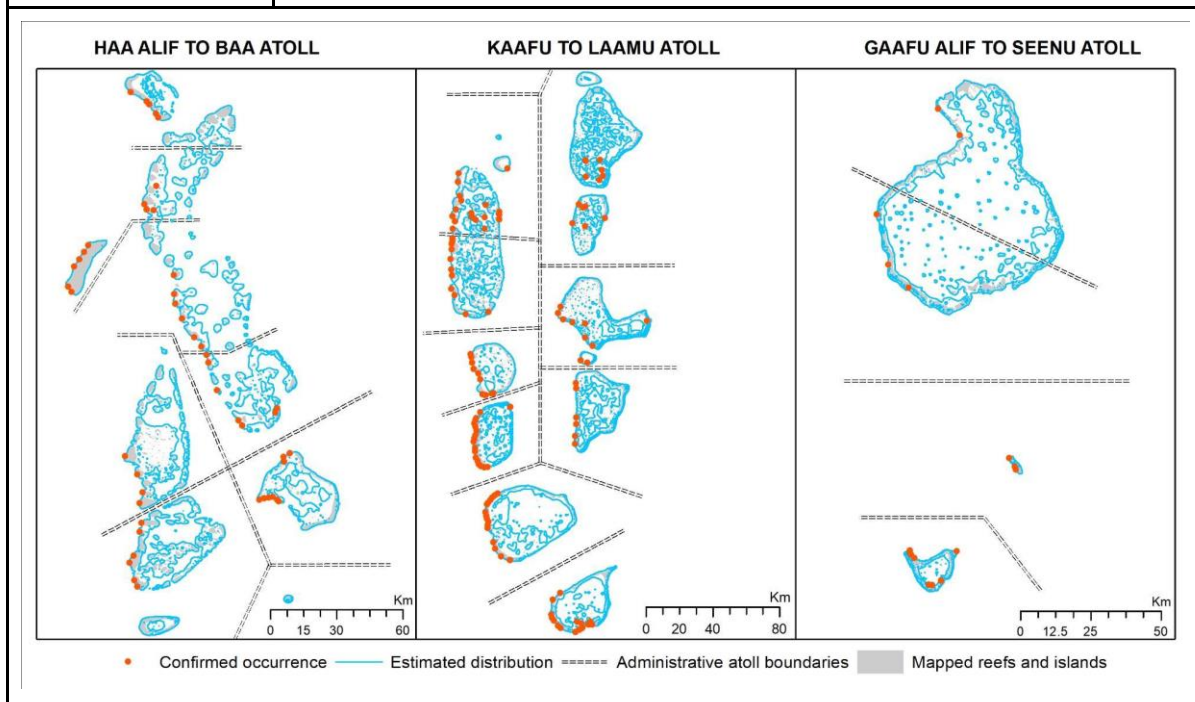 HAA ALIF TO BAA ATOLL
KAAFU TO LAAMU ATOLL
GAAFU ALIF TO SEENU ATOLL
Km
0 15 30 60
Km
0 20 40 80
Km
0 12.5 25 50
Confirmed occurrence Estimated distribution Administrative atoll boundaries Mapped reefs and islands